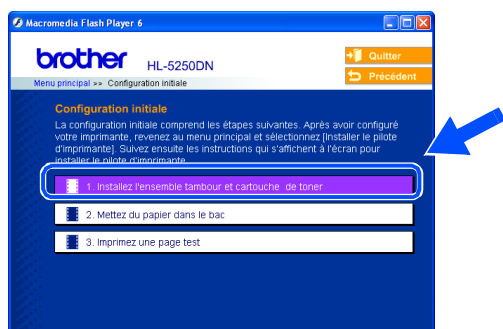 Macromedia Flash Player 6
brother HL-5250DN
Quitter
Précédent
Menu principal >> Configuration initiale
Configuration initiale
La configuration initiale comprend les étapes suivantes. Après avoir configuré
votre imprimante, revenez au menu principal et sélectionnez [Installer le pilote
d'imprimante]. Suivez ensuite les instructions qui s'affichent à l'écran pour
installer le pilote d'imprimante.
1. Installez l'ensemble tambour et cartouche de toner
2. Mettez du papier dans le bac
3. Imprimez une page test